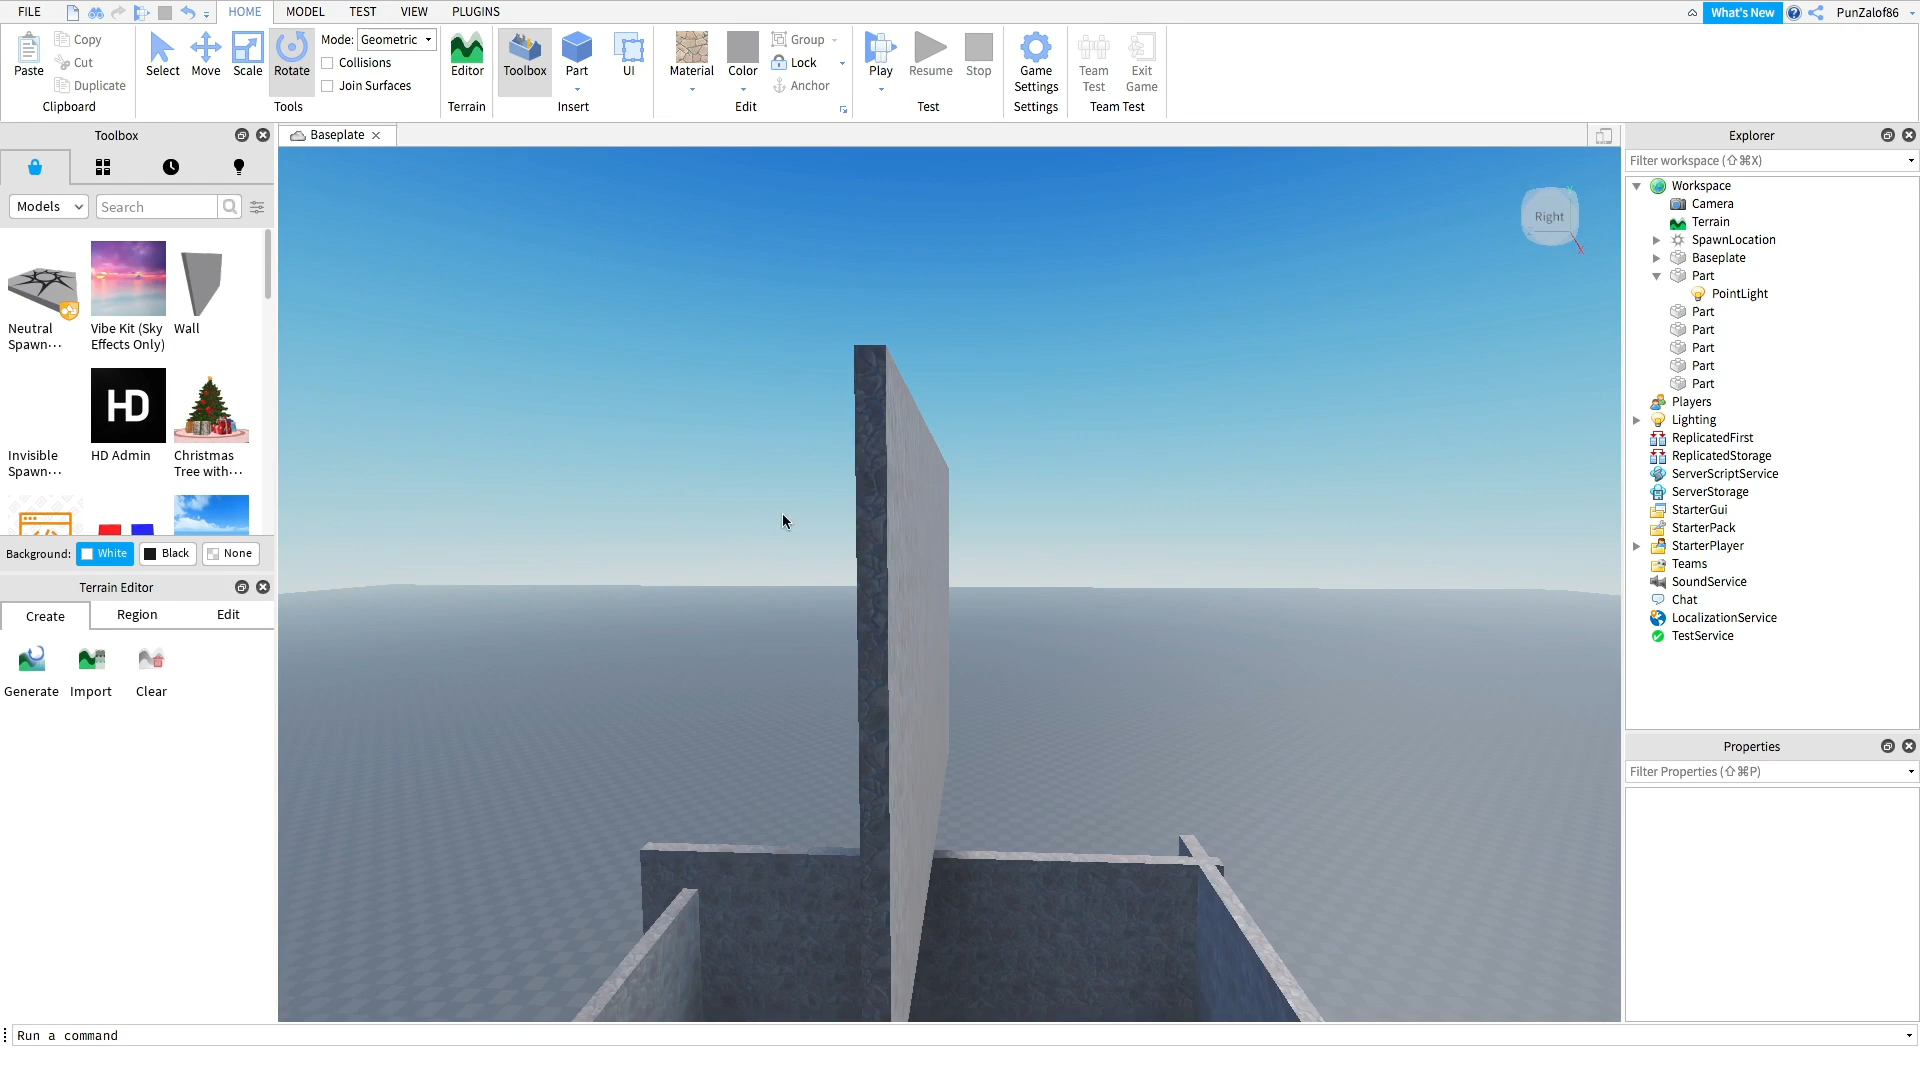 FILE HOME MODEL TEST VIEW PLUGINS What's New PunZalof86
Paste Copy Cut Duplicate Clipboard
Select Move Scale Rotate Mode: Geometric Collisions Join Surfaces Tools
Editor Terrain
Toolbox Part UI Insert
Material Color Group Lock Anchor Edit
Play Resume Stop Test
Game Settings Settings
Team Test Exit Game Team Test
Toolbox
Models Search
Neutral Spawn...
Vibe Kit (Sky Effects Only)
Wall
Invisible Spawn...
HD
HD Admin
Christmas Tree with...
Background: White Black None
Terrain Editor
Create Region Edit
Generate Import Clear
Baseplate
Right
Y
X
Explorer
Filter workspace (⇧⌘X)
Workspace
Camera
Terrain
SpawnLocation
Baseplate
Part
PointLight
Part
Part
Part
Part
Part
Players
Lighting
ReplicatedFirst
ReplicatedStorage
ServerScriptService
ServerStorage
StarterGui
StarterPack
StarterPlayer
Teams
SoundService
Chat
LocalizationService
TestService
Properties
Filter Properties (⇧⌘P)
Run a command